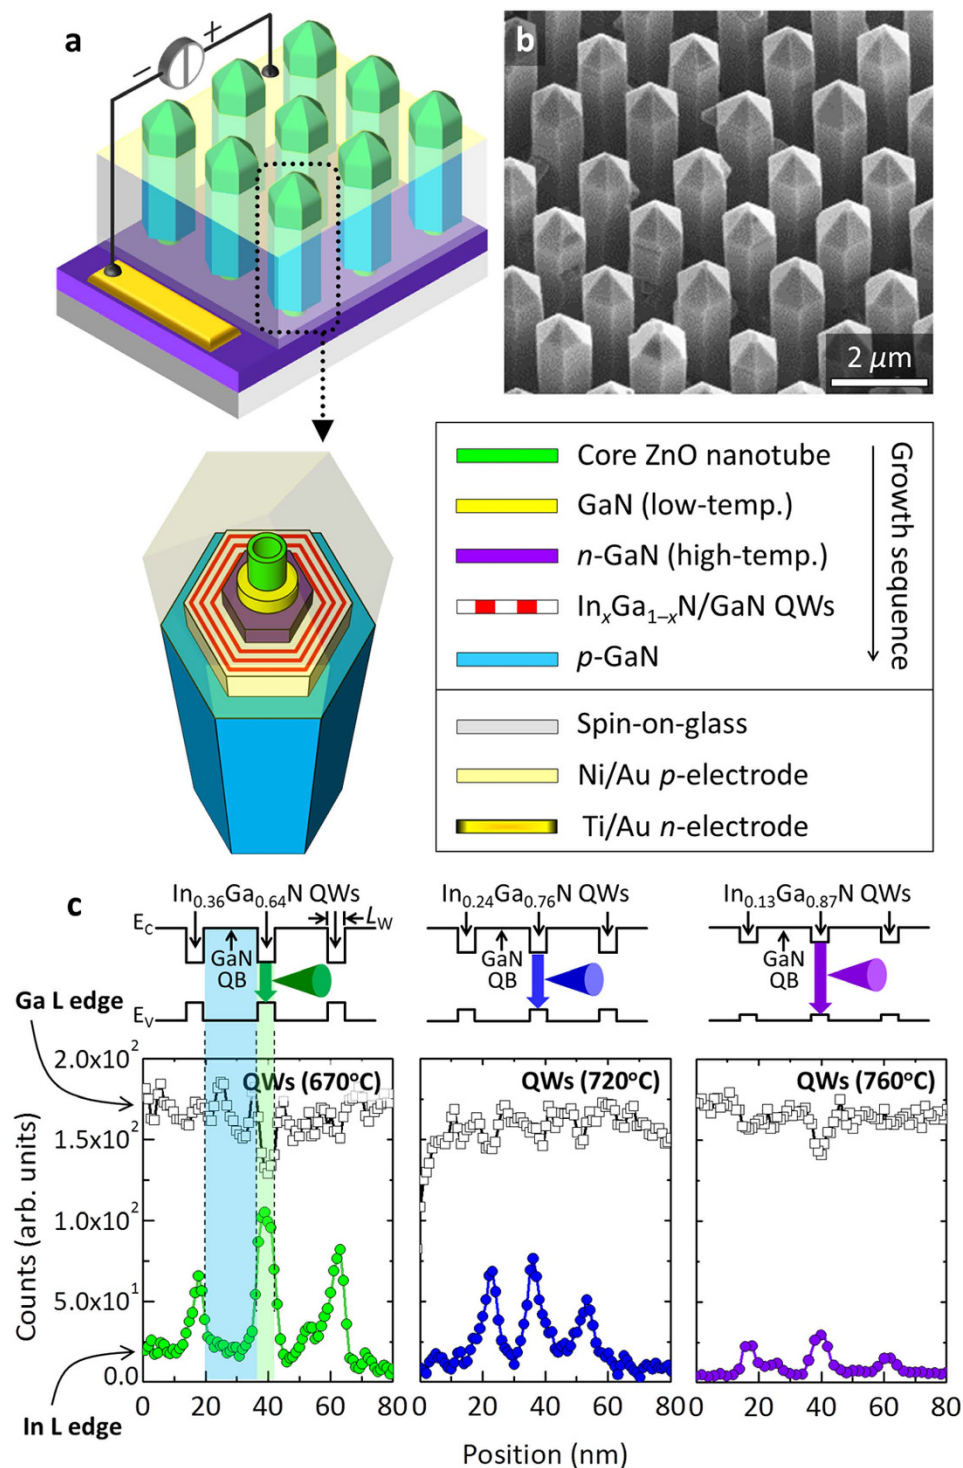 a
+
−
b
2 μm
Core ZnO nanotube
GaN (low-temp.)
n-GaN (high-temp.)
InₓGa₁₋ₓN/GaN QWs
p-GaN
Growth sequence
Spin-on-glass
Ni/Au p-electrode
Ti/Au n-electrode
c
In₀.₃₆Ga₀.₆₄N QWs
E_C
L_W
GaN
QB
E_V
In₀.₂₄Ga₀.₇₆N QWs
GaN
QB
In₀.₁₃Ga₀.₈₇N QWs
GaN
QB
Ga L edge
In L edge
Counts (arb. units)
2.0x10²
1.5x10²
1.0x10²
5.0x10¹
0.0
QWs (670°C)
0 20 40 60 80
QWs (720°C)
0 20 40 60 80
QWs (760°C)
0 20 40 60 80
Position (nm)